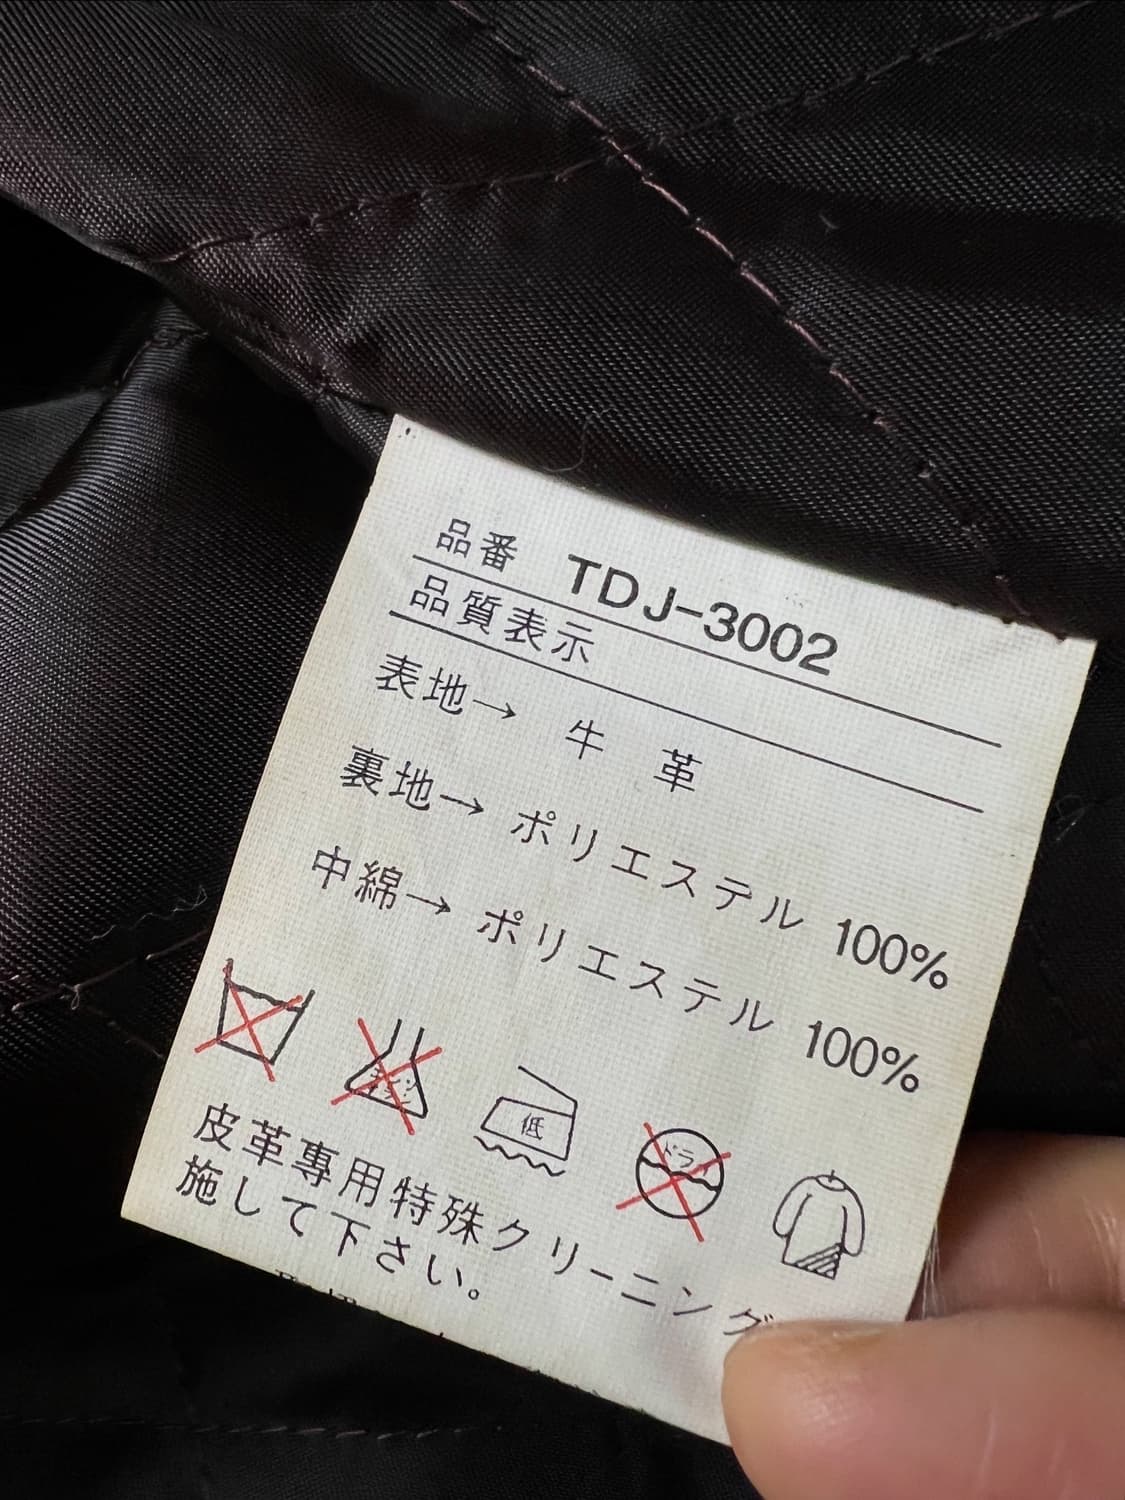 品番 TDJ-3002
品質表示
表地→ 牛 革
裏地→ ポリエステル 100%
中綿→ ポリエステル 100%
低
ドライ
皮革專用特殊クリーニング
施して下さい。